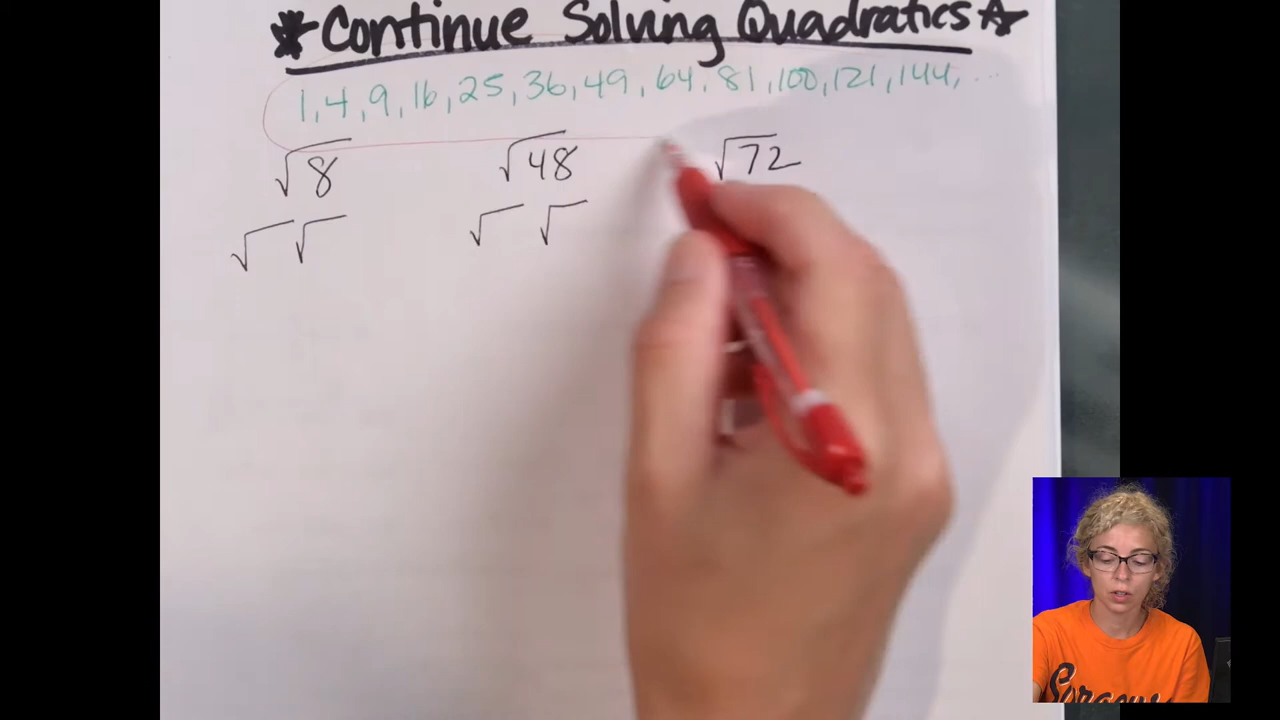 *Continue Solving Quadratics☆
1, 4, 9, 16, 25, 36, 49, 64, 81, 100, 121, 144, ...
√8 √48 √72
√ √ √ √